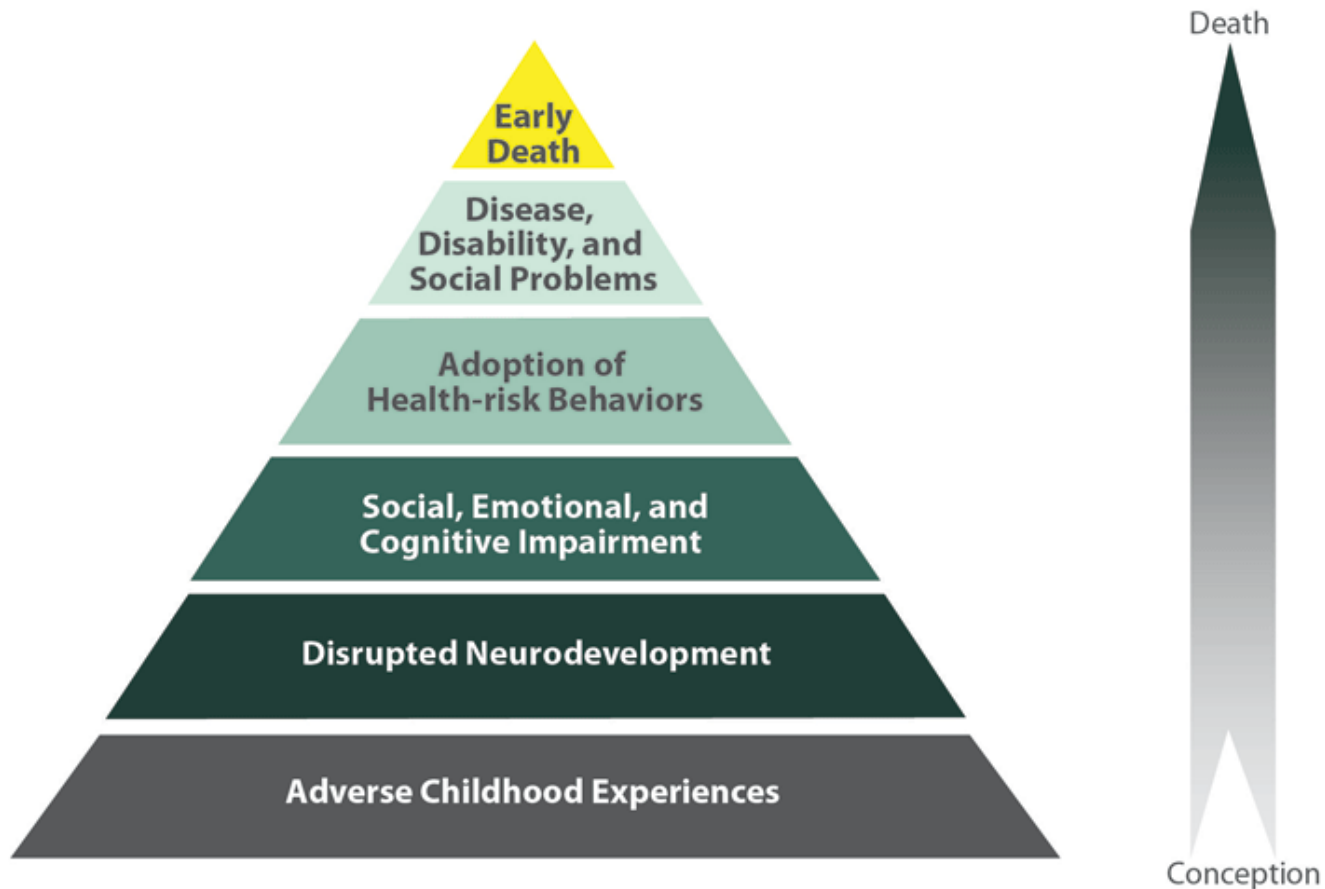 Death
Early
Death
Disease,
Disability, and
Social Problems
Adoption of
Health-risk Behaviors
Social, Emotional, and
Cognitive Impairment
Disrupted Neurodevelopment
Adverse Childhood Experiences
Conception